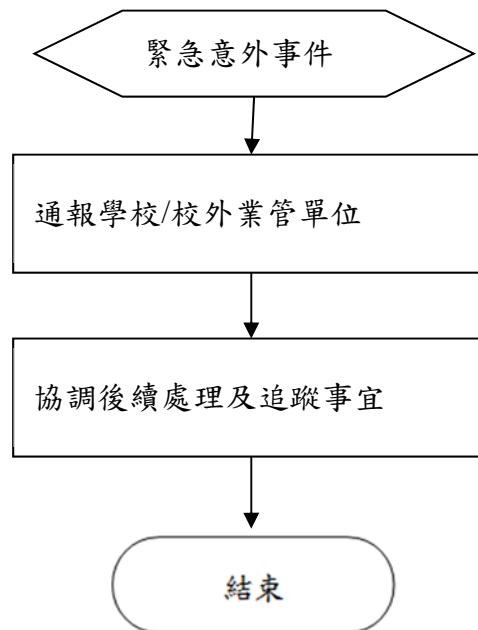 緊急意外事件
通報學校/校外業管單位
協調後續處理及追蹤事宜
結束